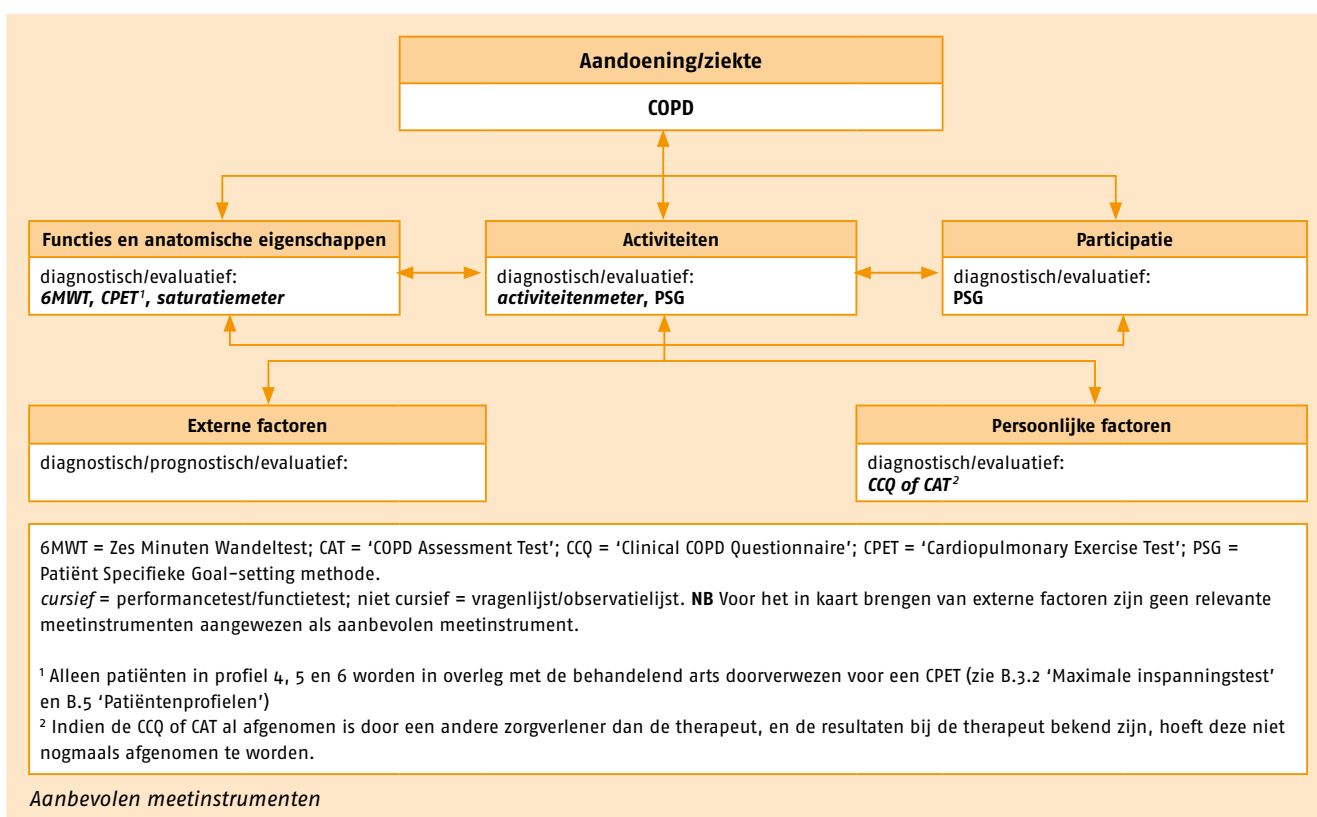 Aandoening/ziekte
COPD
Functies en anatomische eigenschappen
diagnostisch/evaluatief:
6MWT, CPET¹, saturatiemeter
Activiteiten
diagnostisch/evaluatief:
activiteitenmeter, PSG
Participatie
diagnostisch/evaluatief:
PSG
Externe factoren
diagnostisch/prognostisch/evaluatief:
Persoonlijke factoren
diagnostisch/evaluatief:
CCQ of CAT²
6MWT = Zes Minuten Wandeltest; CAT = ‘COPD Assessment Test’; CCQ = ‘Clinical COPD Questionnaire’; CPET = ‘Cardiopulmonary Exercise Test’; PSG =
Patiënt Specifieke Goal-setting methode.
cursief = performancetest/functietest; niet cursief = vragenlijst/observatielijst. NB Voor het in kaart brengen van externe factoren zijn geen relevante
meetinstrumenten aangewezen als aanbevolen meetinstrument.
¹ Alleen patiënten in profiel 4, 5 en 6 worden in overleg met de behandelend arts doorverwezen voor een CPET (zie B.3.2 ‘Maximale inspanningstest’
en B.5 ‘Patiëntenprofielen’)
² Indien de CCQ of CAT al afgenomen is door een andere zorgverlener dan de therapeut, en de resultaten bij de therapeut bekend zijn, hoeft deze niet
nogmaals afgenomen te worden.
Aanbevolen meetinstrumenten